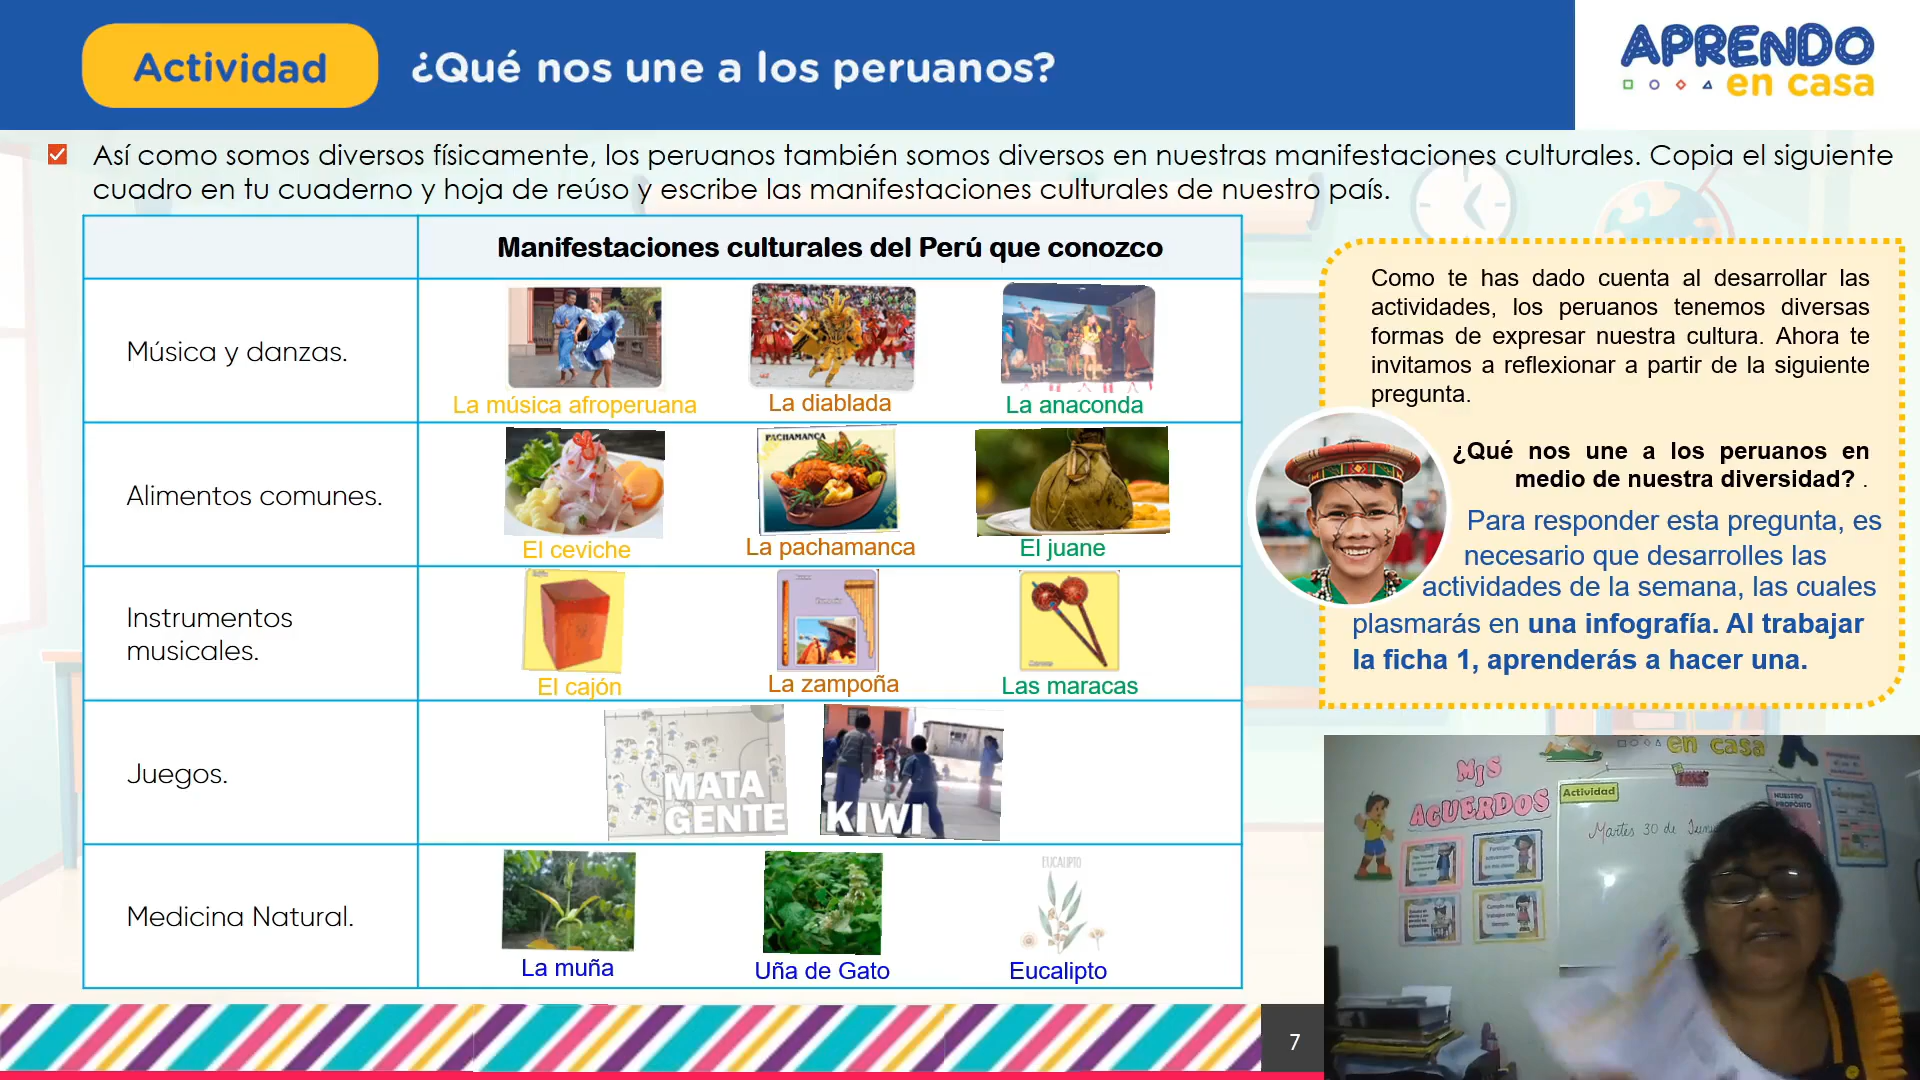 Actividad
¿Qué nos une a los peruanos?
APRENDO
en casa
Así como somos diversos físicamente, los peruanos también somos diversos en nuestras manifestaciones culturales. Copia el siguiente
cuadro en tu cuaderno y hoja de reúso y escribe las manifestaciones culturales de nuestro país.
Manifestaciones culturales del Perú que conozco
Música y danzas.
La música afroperuana
La diablada
La anaconda
Alimentos comunes.
PACHAMANCA
El ceviche
La pachamanca
El juane
Instrumentos
musicales.
El cajón
La zampoña
Las maracas
Juegos.
MATA
GENTE
KIWI
Medicina Natural.
EUCALIPTO
La muña
Uña de Gato
Eucalipto
Como te has dado cuenta al desarrollar las
actividades, los peruanos tenemos diversas
formas de expresar nuestra cultura. Ahora te
invitamos a reflexionar a partir de la siguiente
pregunta.
¿Qué nos une a los peruanos en
medio de nuestra diversidad? .
Para responder esta pregunta, es
necesario que desarrolles las
actividades de la semana, las cuales
plasmarás en una infografía. Al trabajar
la ficha 1, aprenderás a hacer una.
en casa
MIS
ACUERDOS
Actividad
NUESTRO
PROPÓSITO
Martes 30 de
7